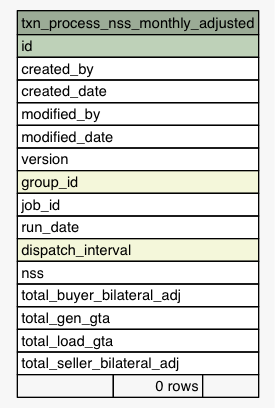 txn_process_nss_monthly_adjusted
id
created_by
created_date
modified_by
modified_date
version
group_id
job_id
run_date
dispatch_interval
nss
total_buyer_bilateral_adj
total_gen_gta
total_load_gta
total_seller_bilateral_adj
0 rows